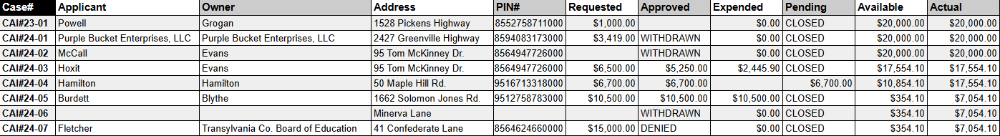 Case# Applicant Owner Address PIN# Requested Approved Expended Pending Available Actual
CAI#23-01 Powell Grogan 1528 Pickens Highway 8552758711000 $1,000.00 $0.00 CLOSED $20,000.00 $20,000.00
CAI#24-01 Purple Bucket Enterprises, LLC Purple Bucket Enterprises, LLC 2427 Greenville Highway 8594083173000 $3,419.00 WITHDRAWN $0.00 CLOSED $20,000.00 $20,000.00
CAI#24-02 McCall Evans 95 Tom McKinney Dr. 8564947726000 WITHDRAWN $0.00 CLOSED $20,000.00 $20,000.00
CAI#24-03 Hoxit Evans 95 Tom McKinney Dr. 8564947726000 $6,500.00 $5,250.00 $2,445.90 CLOSED $17,554.10 $17,554.10
CAI#24-04 Hamilton Hamilton 50 Maple Hill Rd. 9516713318000 $6,700.00 $6,700.00 $6,700.00 $10,854.10 $17,554.10
CAI#24-05 Burdett Blythe 1662 Solomon Jones Rd. 9512758783000 $10,500.00 $10,500.00 $10,500.00 CLOSED $354.10 $7,054.10
CAI#24-06 Minerva Lane WITHDRAWN $0.00 CLOSED $354.10 $7,054.10
CAI#24-07 Fletcher Transylvania Co. Board of Education 41 Confederate Lane 8564624660000 $15,000.00 DENIED $0.00 CLOSED $354.10 $7,054.10